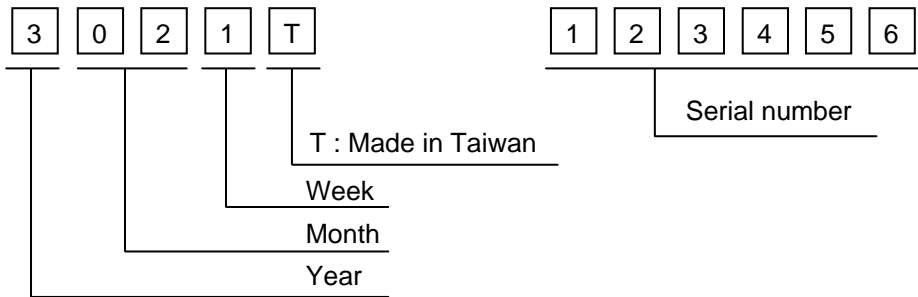 3 0 2 1 T 1 2 3 4 5 6
Serial number
T : Made in Taiwan
Week
Month
Year